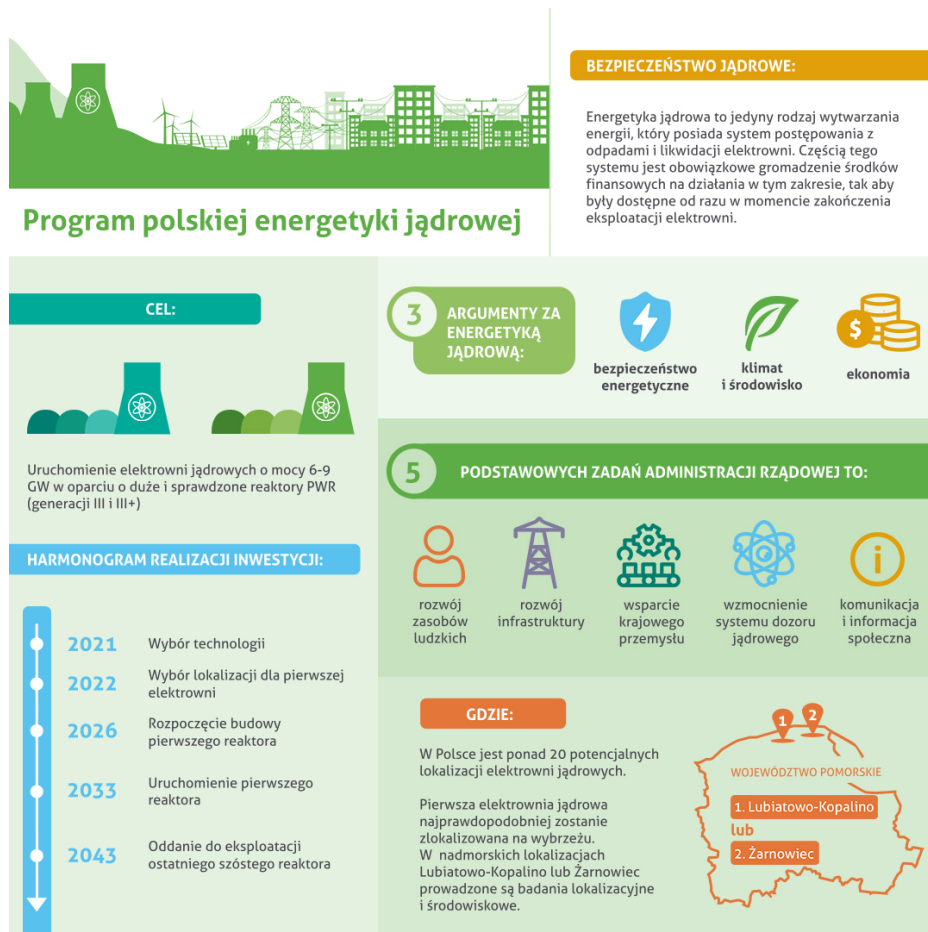 BEZPIECZEŃSTWO JĄDROWE:
Energetyka jądrowa to jedyny rodzaj wytwarzania
energii, który posiada system postępowania z
odpadami i likwidacji elektrowni. Częścią tego
systemu jest obowiązkowe gromadzenie środków
finansowych na działania w tym zakresie, tak aby
były dostępne od razu w momencie zakończenia
eksploatacji elektrowni.
Program polskiej energetyki jądrowej
CEL:
Uruchomienie elektrowni jądrowych o mocy 6-9
GW w oparciu o duże i sprawdzone reaktory PWR
(generacji III i III+)
HARMONOGRAM REALIZACJI INWESTYCJI:
2021
Wybór technologii
2022
Wybór lokalizacji dla pierwszej
elektrowni
2026
Rozpoczęcie budowy
pierwszego reaktora
2033
Uruchomienie pierwszego
reaktora
2043
Oddanie do eksploatacji
ostatniego szóstego reaktora
3
ARGUMENTY ZA
ENERGETYKĄ
JĄDROWĄ:
$
bezpieczeństwo
energetyczne
klimat
i środowisko
ekonomia
5
PODSTAWOWYCH ZADAŃ ADMINISTRACJI RZĄDOWEJ TO:
i
rozwój
zasobów
ludzkich
rozwój
infrastruktury
wsparcie
krajowego
przemysłu
wzmocnienie
systemu dozoru
jądrowego
komunikacja
i informacja
społeczna
GDZIE:
W Polsce jest ponad 20 potencjalnych
lokalizacji elektrowni jądrowych.
Pierwsza elektrownia jądrowa
najprawdopodobniej zostanie
zlokalizowana na wybrzeżu.
W nadmorskich lokalizacjach
Lubiatowo-Kopalino lub Żarnowiec
prowadzone są badania lokalizacyjne
i środowiskowe.
1
2
WOJEWÓDZTWO POMORSKIE
1. Lubiatowo-Kopalino
lub
2. Żarnowiec